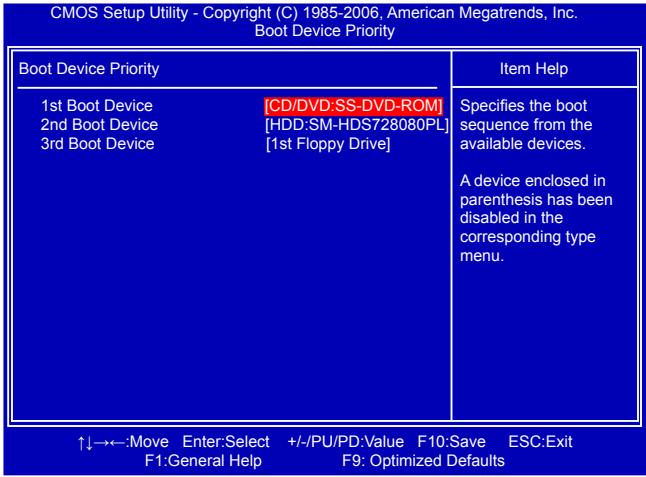 CMOS Setup Utility - Copyright (C) 1985-2006, American Megatrends, Inc.
Boot Device Priority
Boot Device Priority
Item Help
1st Boot Device [CD/DVD:SS-DVD-ROM]
2nd Boot Device [HDD:SM-HDS728080PL]
3rd Boot Device [1st Floppy Drive]
Specifies the boot
sequence from the
available devices.
A device enclosed in
parenthesis has been
disabled in the
corresponding type
menu.
↑↓→←:Move Enter:Select +/-/PU/PD:Value F10:Save ESC:Exit
F1:General Help F9: Optimized Defaults